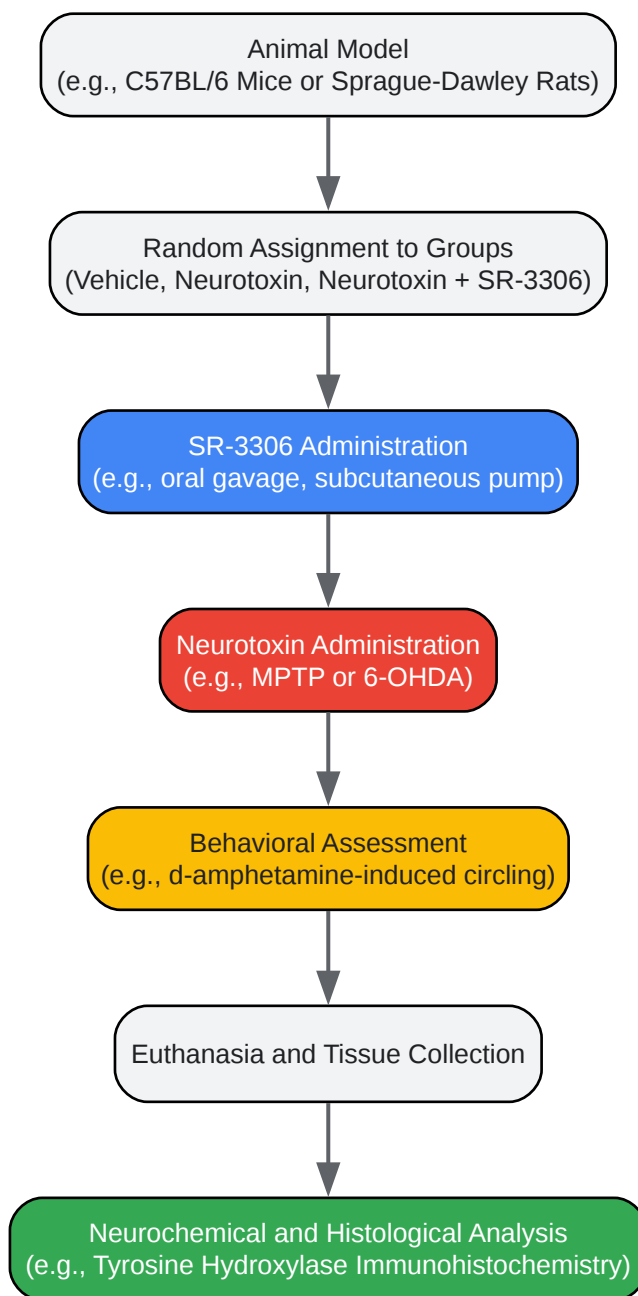 Animal Model
(e.g., C57BL/6 Mice or Sprague-Dawley Rats)
Random Assignment to Groups
(Vehicle, Neurotoxin, Neurotoxin + SR-3306)
SR-3306 Administration
(e.g., oral gavage, subcutaneous pump)
Neurotoxin Administration
(e.g., MPTP or 6-OHDA)
Behavioral Assessment
(e.g., d-amphetamine-induced circling)
Euthanasia and Tissue Collection
Neurochemical and Histological Analysis
(e.g., Tyrosine Hydroxylase Immunohistochemistry)